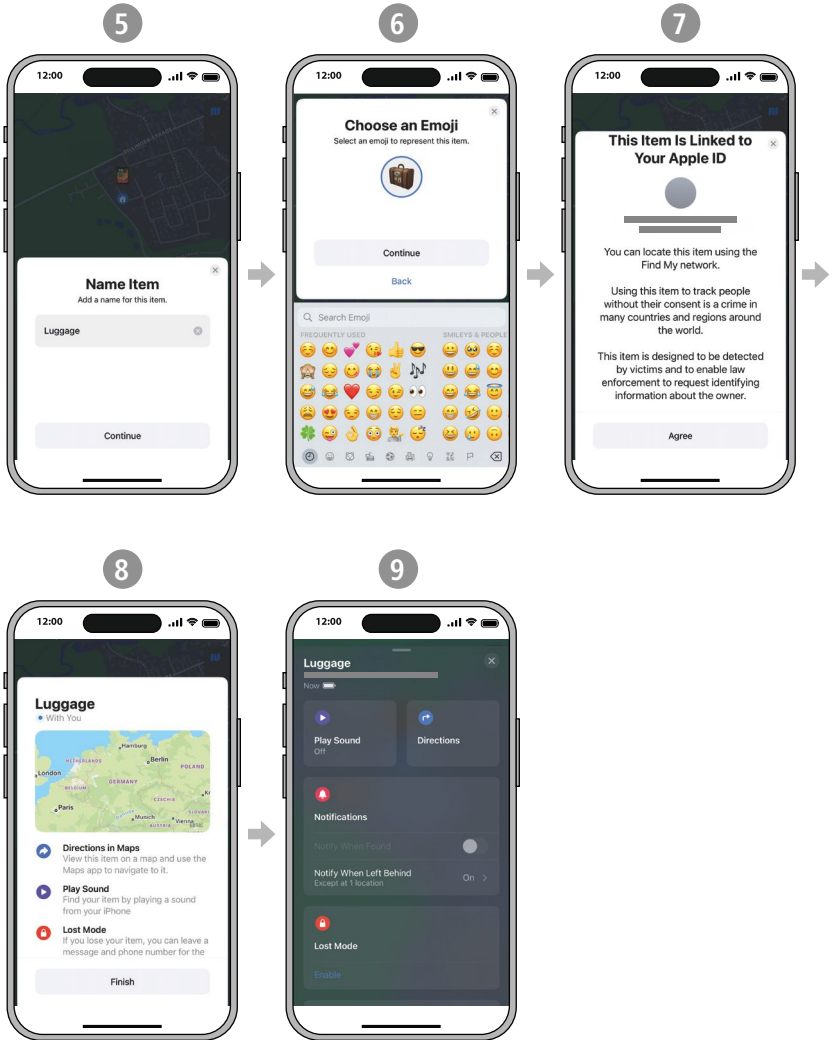 5
6
7
12:00
Name Item
Add a name for this item.
Luggage
Continue
12:00
Choose an Emoji
Select an emoji to represent this item.
Continue
Back
Search Emoji
FREQUENTLY USED
SMILEYS & PEOPLE
12:00
This Item Is Linked to
Your Apple ID
You can locate this item using the
Find My network.
Using this item to track people
without their consent is a crime in
many countries and regions around
the world.
This item is designed to be detected
by victims and to enable law
enforcement to request identifying
information about the owner.
Agree
8
9
12:00
Luggage
With You
Hamburg
NETHERLANDS
Berlin
POLAND
London
BELGIUM
GERMANY
CZECHIA
Paris
Munich
Vienna
AUSTRIA
Directions in Maps
View this item on a map and use the
Maps app to navigate to it.
Play Sound
Find your item by playing a sound
from your iPhone
Lost Mode
If you lose your item, you can leave a
message and phone number for the
Finish
12:00
Luggage
Now
Play Sound
Off
Directions
Notifications
Notify When Found
Notify When Left Behind
On
Except at 1 location
Lost Mode
Enable